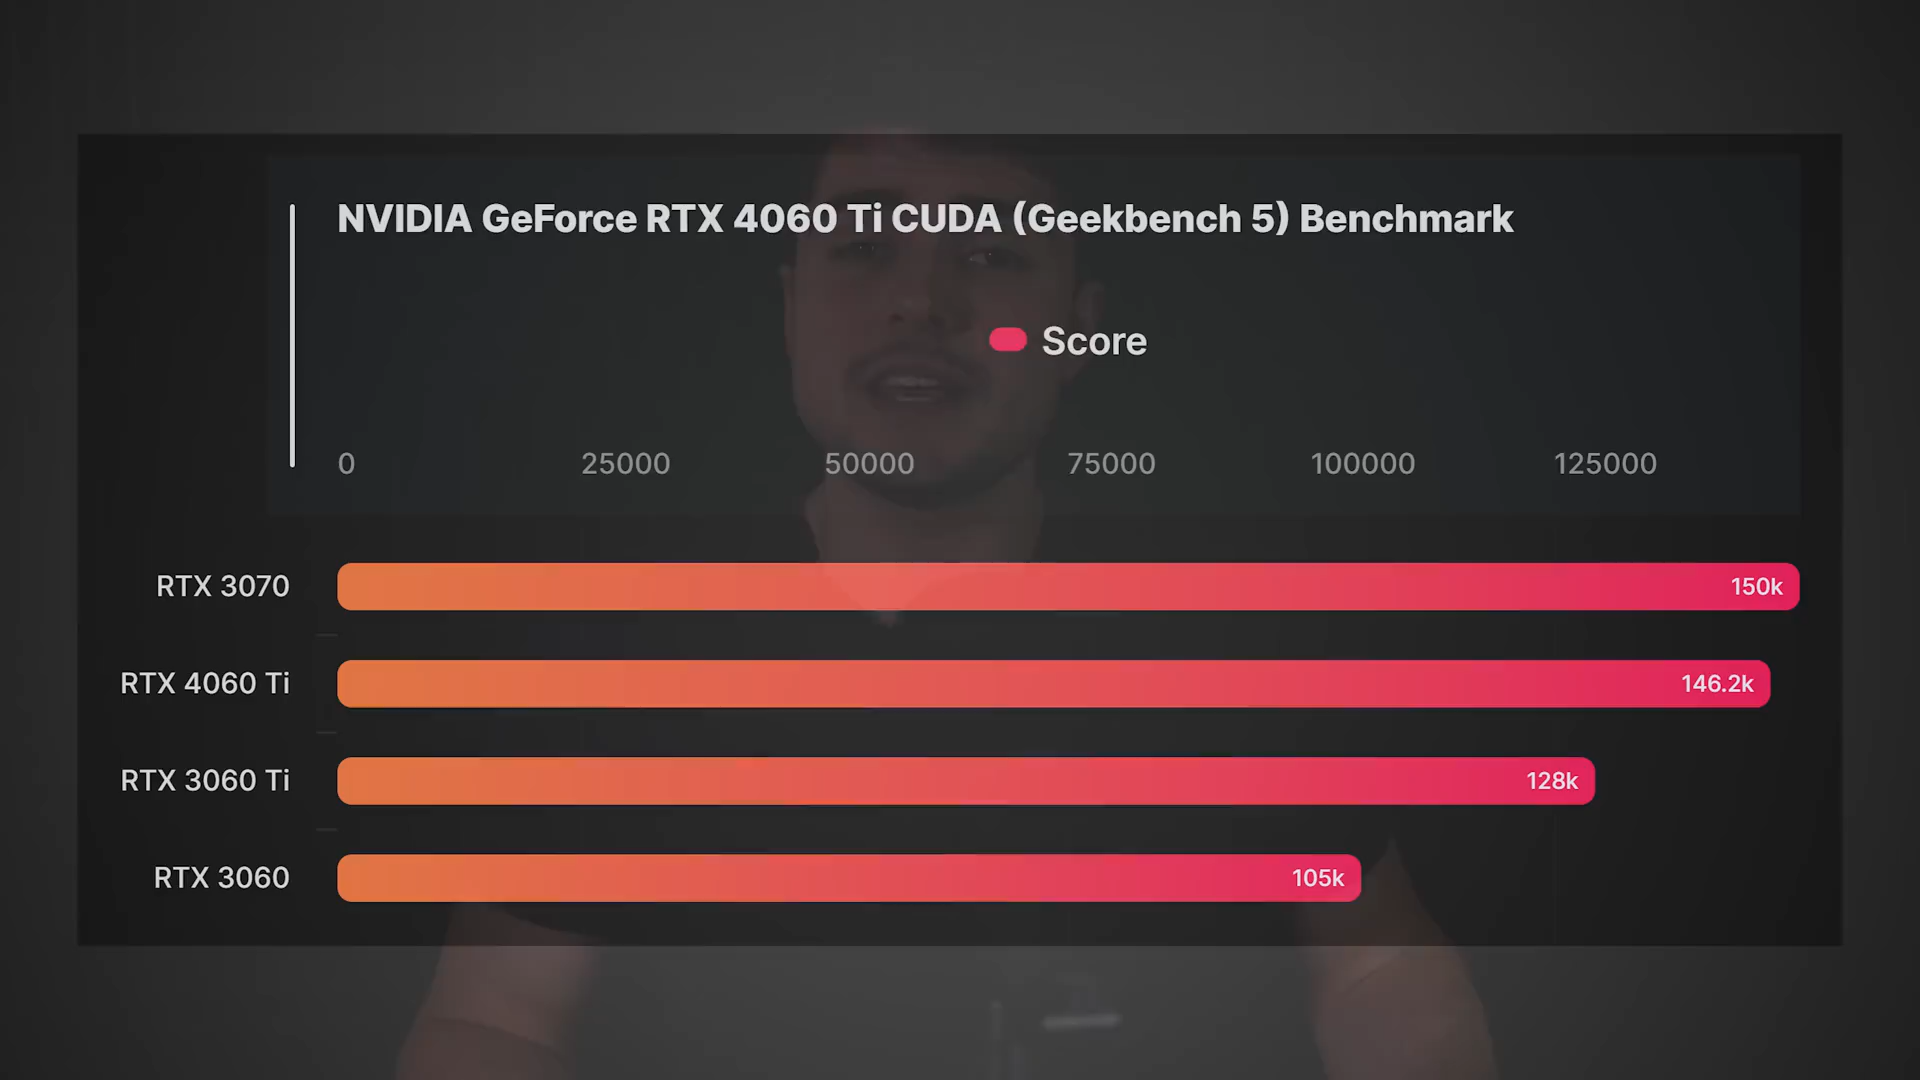 NVIDIA GeForce RTX 4060 Ti CUDA (Geekbench 5) Benchmark
Score
0 25000 50000 75000 100000 125000
RTX 3070 150k
RTX 4060 Ti 146.2k
RTX 3060 Ti 128k
RTX 3060 105k